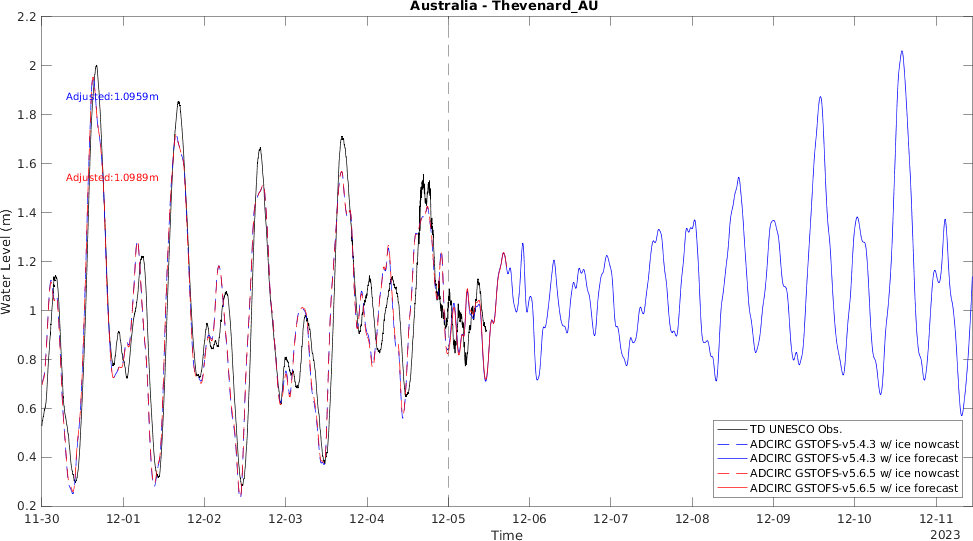 Australia - Thevenard_AU
Water Level (m)
2.2
2
1.8
1.6
1.4
1.2
1
0.8
0.6
0.4
0.2
Adjusted:1.0959m
Adjusted:1.0989m
TD UNESCO Obs.
ADCIRC GSTOFS-v5.4.3 w/ ice nowcast
ADCIRC GSTOFS-v5.4.3 w/ ice forecast
ADCIRC GSTOFS-v5.6.5 w/ ice nowcast
ADCIRC GSTOFS-v5.6.5 w/ ice forecast
11-30 12-01 12-02 12-03 12-04 12-05 12-06 12-07 12-08 12-09 12-10 12-11
2023
Time